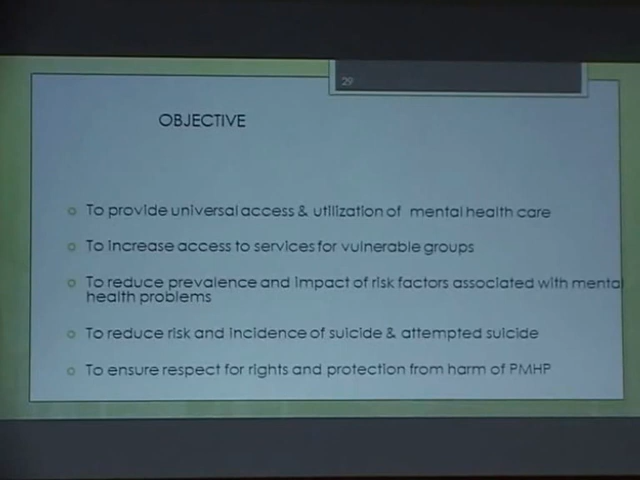 29
OBJECTIVE
To provide universal access & utilization of mental health care
To increase access to services for vulnerable groups
To reduce prevalence and impact of risk factors associated with mental
health problems
To reduce risk and incidence of suicide & attempted suicide
To ensure respect for rights and protection from harm of PMHP